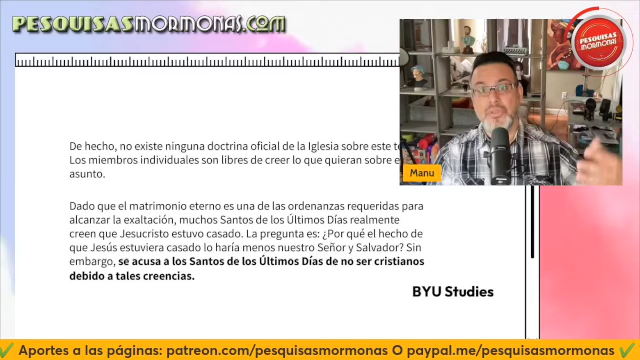 PESQUISASMORMONAS.COM
PESQUISAS
MORMONAS
De hecho, no existe ninguna doctrina oficial de la Iglesia sobre este
Los miembros individuales son libres de creer lo que quieran sobre
asunto.
Manu
Dado que el matrimonio eterno es una de las ordenanzas requeridas para
alcanzar la exaltación, muchos Santos de los Últimos Días realmente
creen que Jesucristo estuvo casado. La pregunta es: ¿Por qué el hecho de
que Jesús estuviera casado lo haría menos nuestro Señor y Salvador? Sin
embargo, se acusa a los Santos de los Últimos Días de no ser cristianos
debido a tales creencias.
BYU Studies
Aportes a las páginas: patreon.com/pesquisasmormonas O paypal.me/pesquisasmormonas